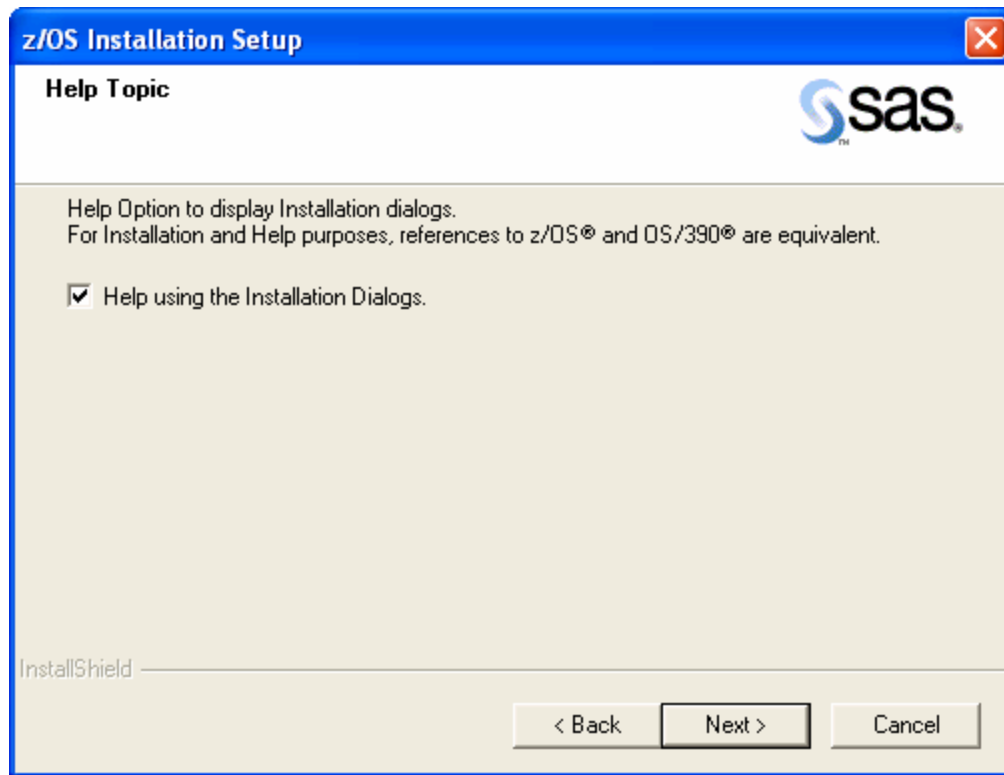 z/OS Installation Setup
Help Topic
sas®
TM
Help Option to display Installation dialogs.
For Installation and Help purposes, references to z/OS® and OS/390® are equivalent.
Help using the Installation Dialogs.
InstallShield
< Back
Next >
Cancel